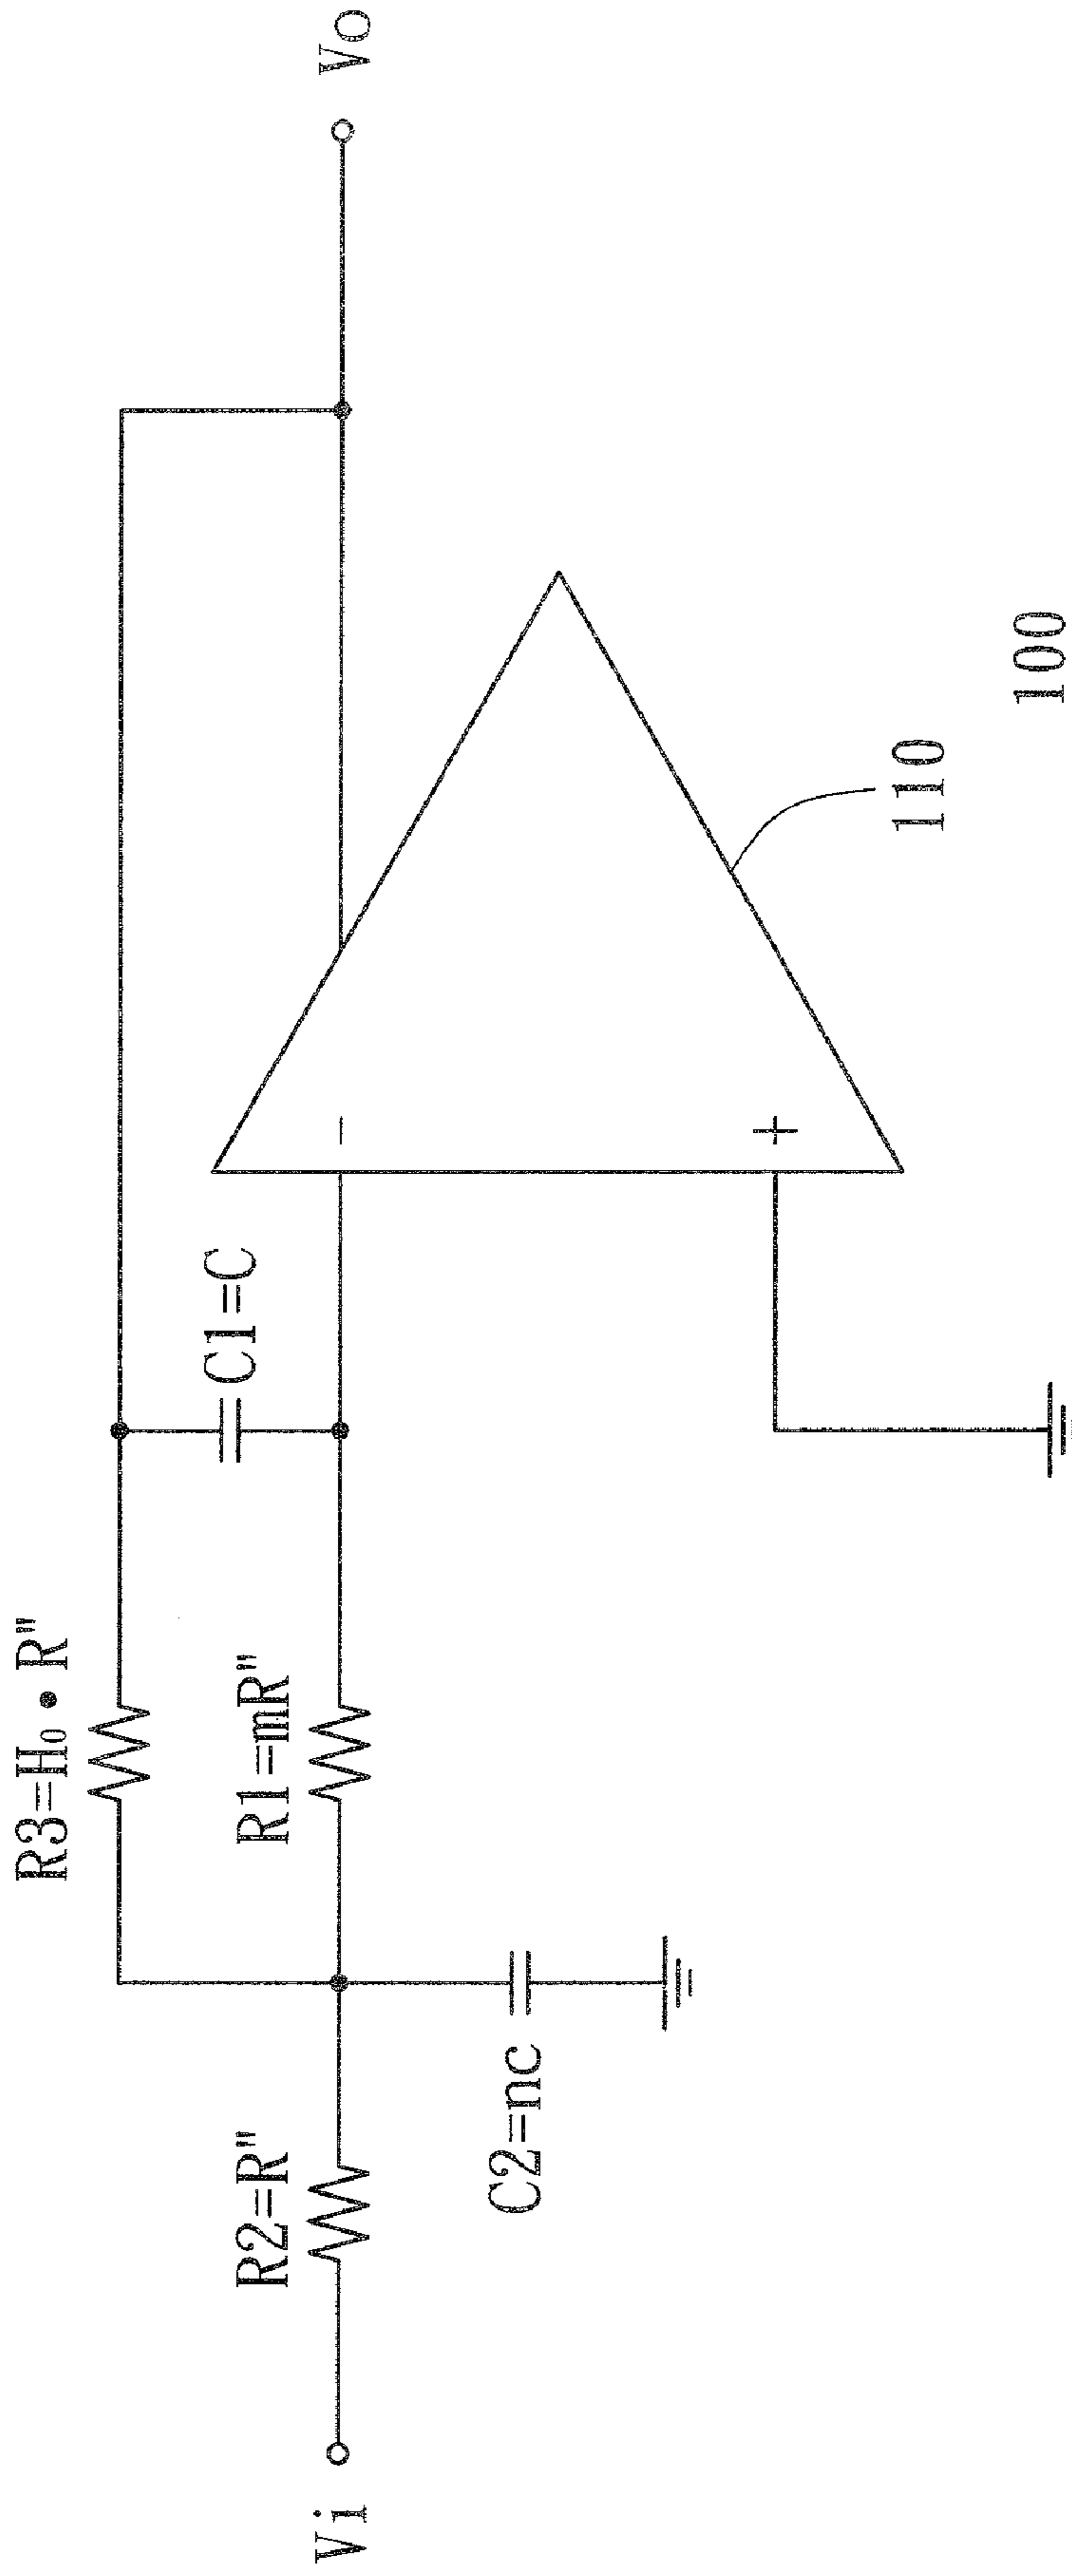 R3=H₀•R"
C1=C
R2=R"
R1=mR"
Vi
Vo
C2=nc
−
+
110
100